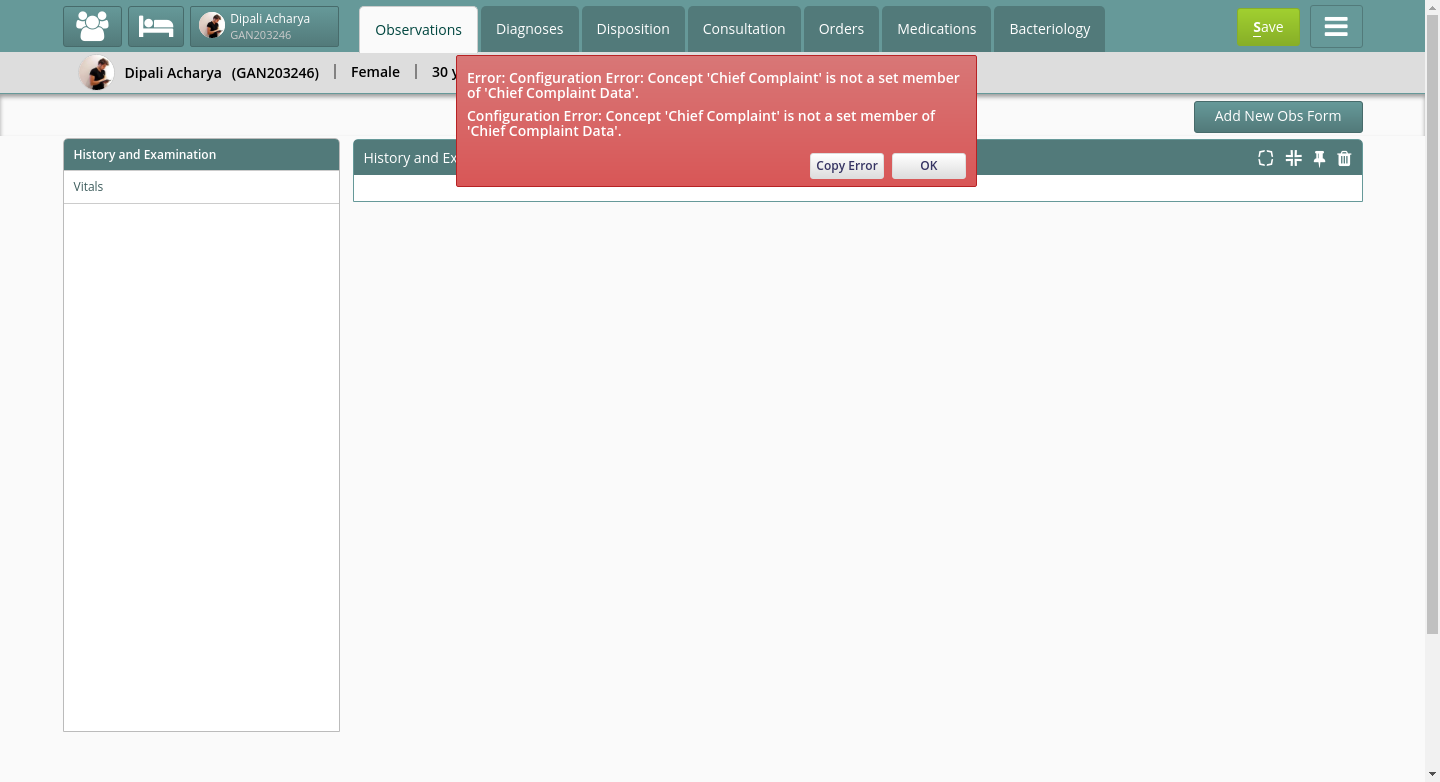 Dipali Acharya
GAN203246
Observations
Diagnoses
Disposition
Consultation
Orders
Medications
Bacteriology
Save
Dipali Acharya (GAN203246) | Female | 30 y
Error: Configuration Error: Concept 'Chief Complaint' is not a set member
of 'Chief Complaint Data'.
Configuration Error: Concept 'Chief Complaint' is not a set member of
'Chief Complaint Data'.
Copy Error
OK
Add New Obs Form
History and Examination
Vitals
History and Ex